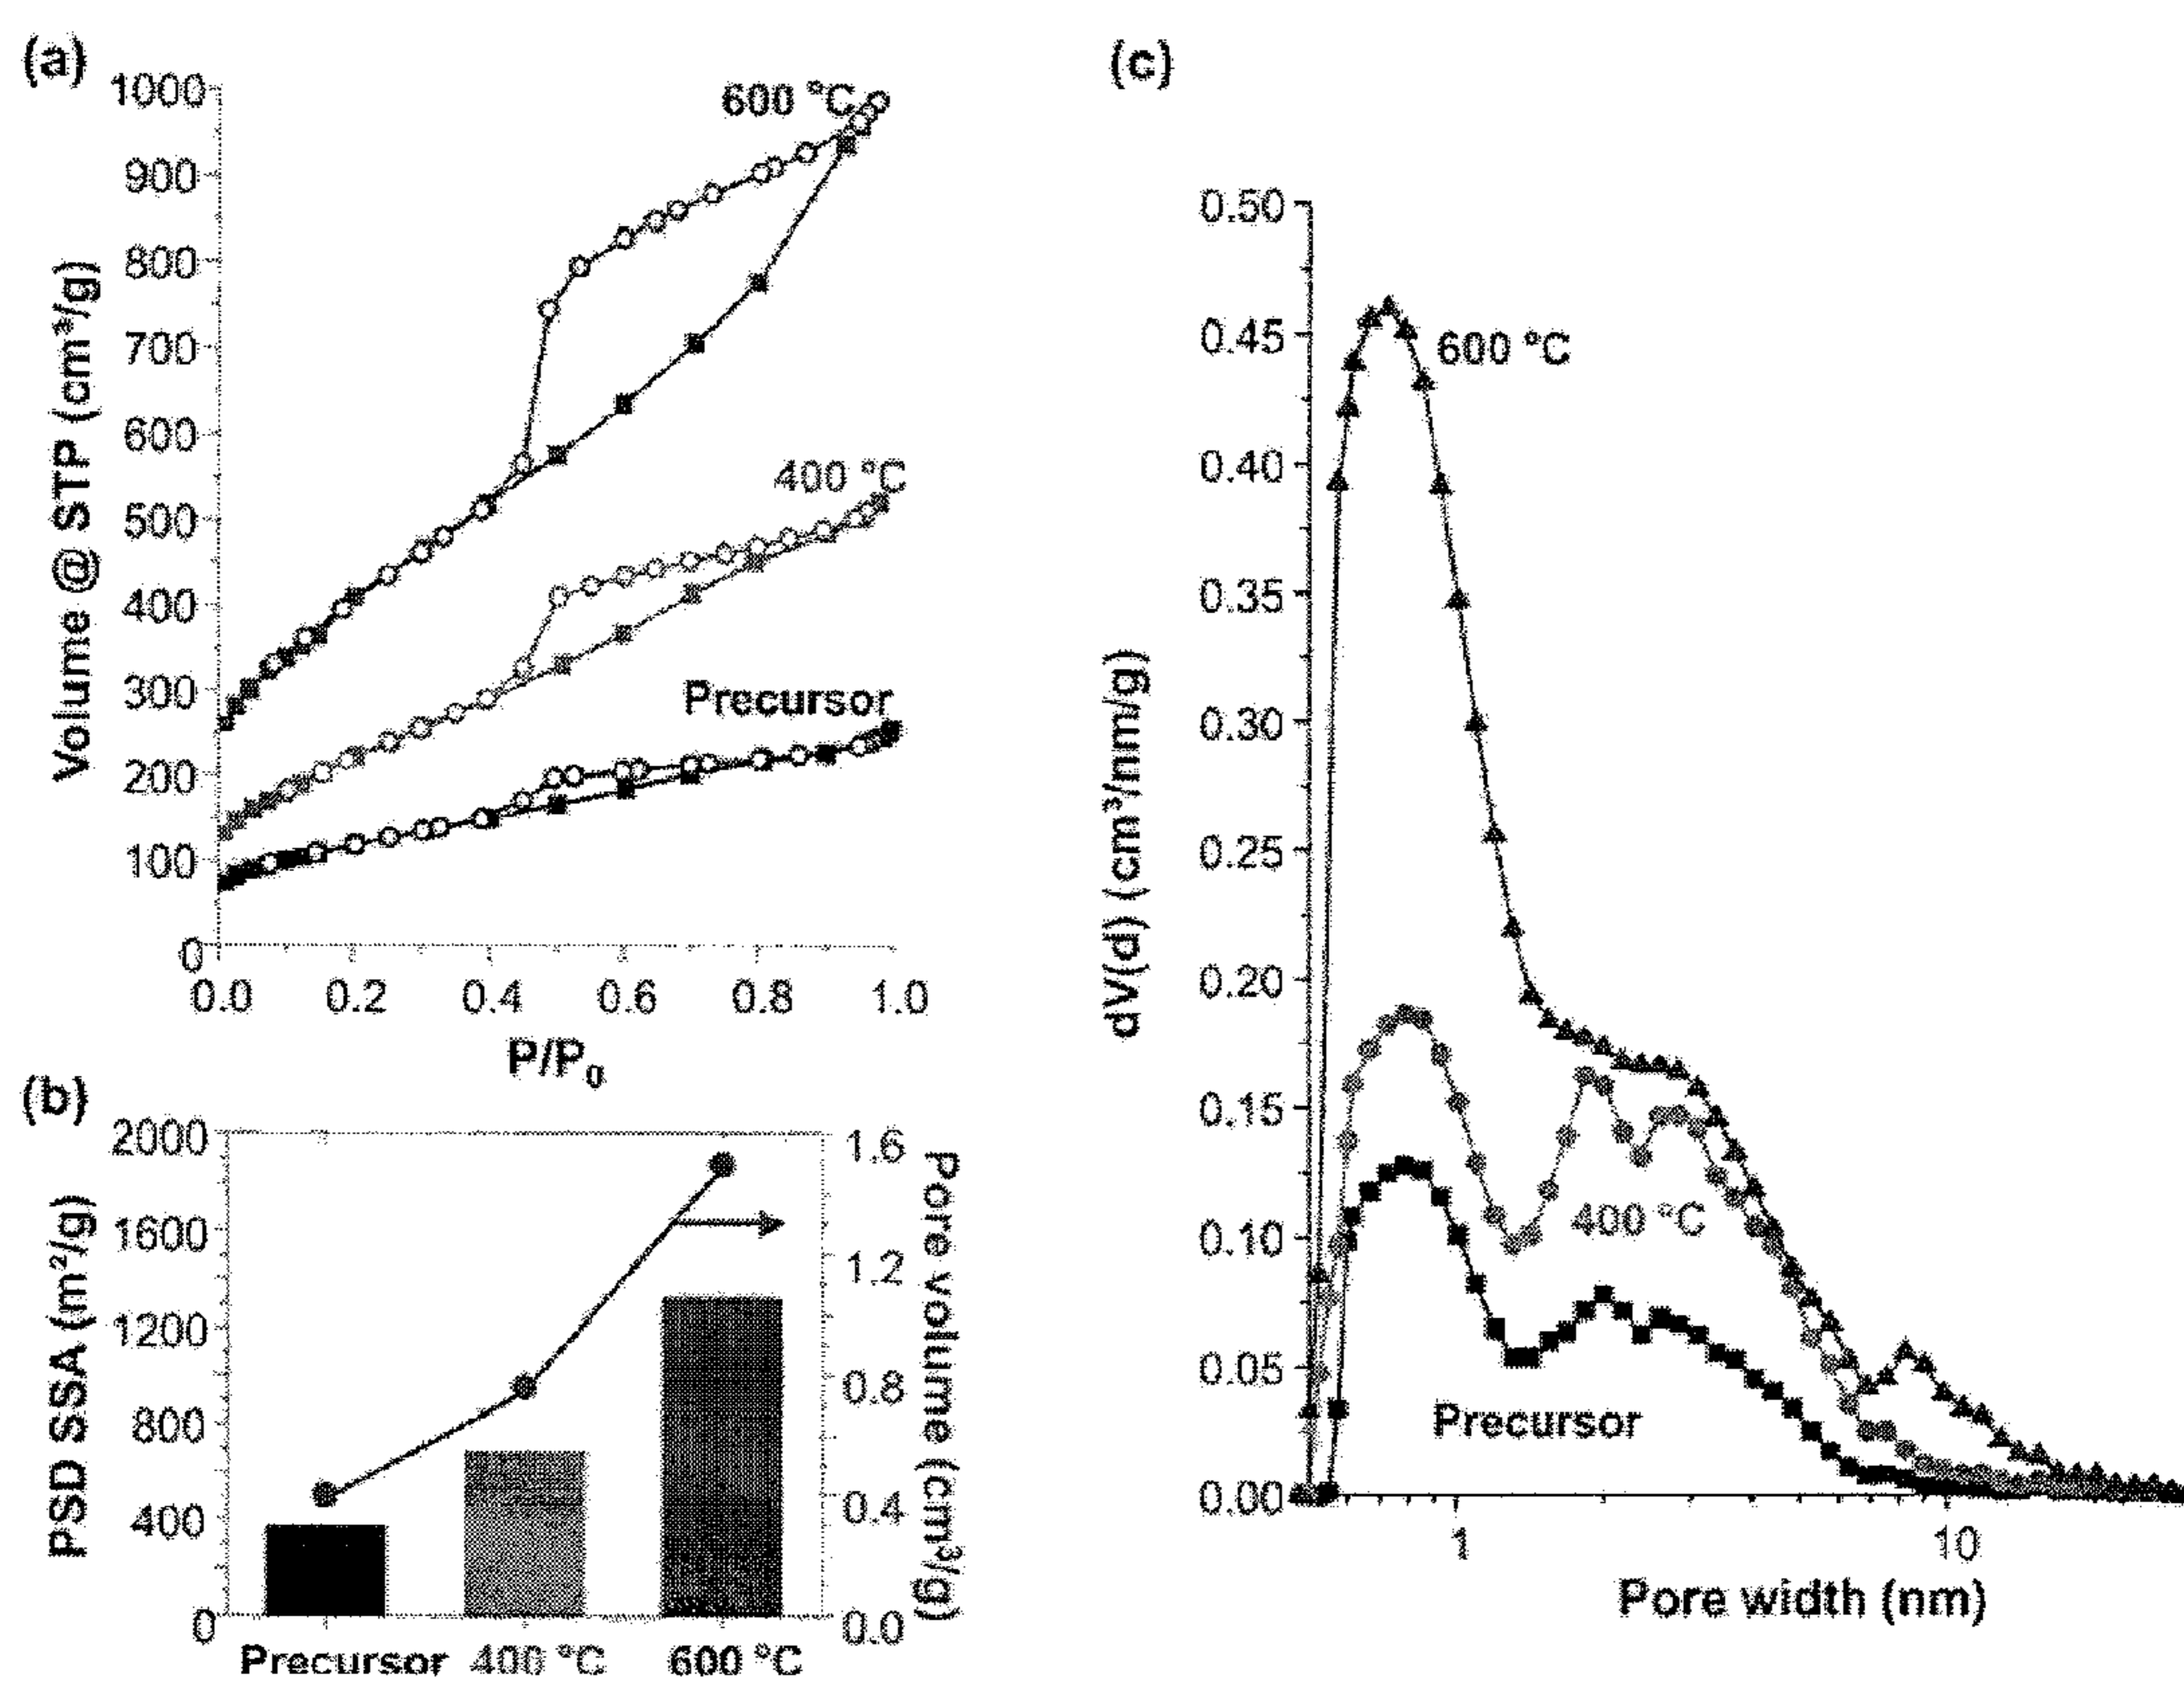 (a)
1000
900
800
700
600
500
400
300
200
100
0
0.0 0.2 0.4 0.6 0.8 1.0
Volume @ STP (cm³/g)
P/P₀
600 °C
400 °C
Precursor
(b)
2000
1600
1200
800
400
0
PSD SSA (m²/g)
1.6
1.2
0.8
0.4
0.0
Pore volume (cm³/g)
Precursor 400 °C 600 °C
(c)
0.50
0.45
0.40
0.35
0.30
0.25
0.20
0.15
0.10
0.05
0.00
dV(d) (cm³/nm/g)
600 °C
400 °C
Precursor
1 10
Pore width (nm)